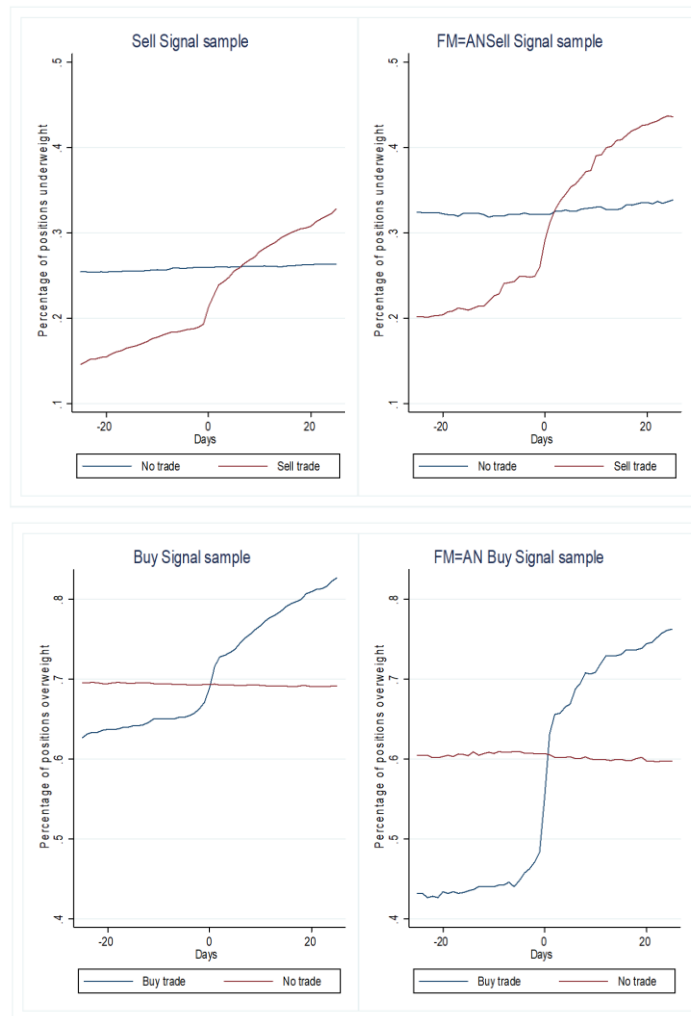 Sell Signal sample
Percentage of positions underweight
.5
.4
.3
.2
.1
-20
0
20
Days
No trade
Sell trade
FM=ANSell Signal sample
Percentage of positions underweight
.5
.4
.3
.2
.1
-20
0
20
Days
No trade
Sell trade
Buy Signal sample
Percentage of positions overweight
.8
.7
.6
.5
.4
-20
0
20
Days
Buy trade
No trade
FM=AN Buy Signal sample
Percentage of positions overweight
.8
.7
.6
.5
.4
-20
0
20
Days
Buy trade
No trade